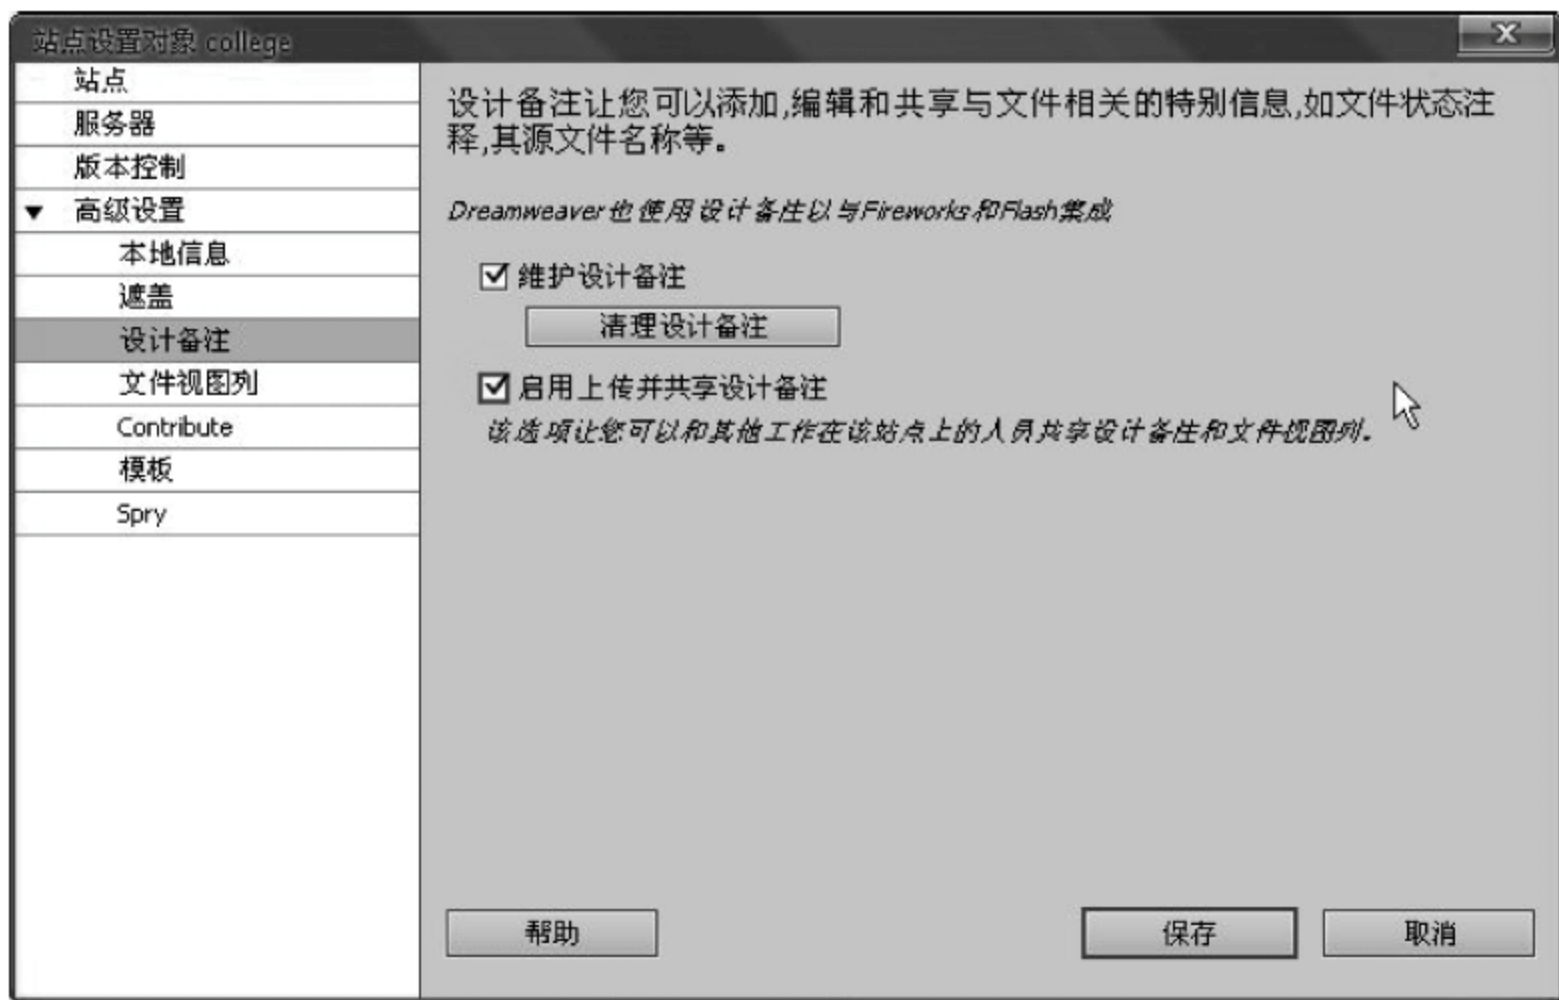 站点设置对象 college
站点
服务器
版本控制
高级设置
本地信息
遮盖
设计备注
文件视图列
Contribute
模板
Spry
设计备注让您可以添加,编辑和共享与文件相关的特别信息,如文件状态注
释,其源文件名称等。
Dreamweaver也使用设计备注以与Fireworks和Flash集成
维护设计备注
清理设计备注
启用上传并共享设计备注
该选项让您可以和其他工作在该站点上的人员共享设计备注和文件视图列。
帮助
保存
取消